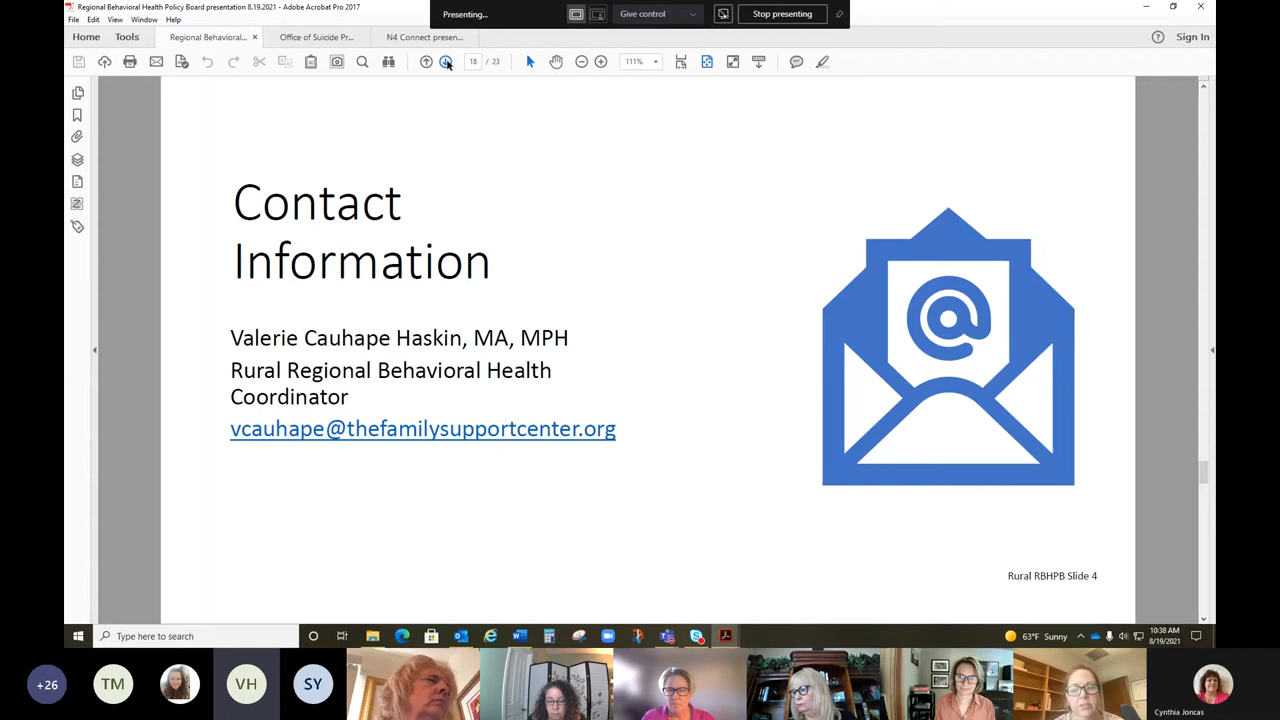 Regional Behavioral Health Policy Board presentation 8.19.2021 - Adobe Acrobat Pro 2017
Presenting...
Give control
Stop presenting
File Edit View Window Help
Home Tools
Regional Behavioral... ×
Office of Suicide Pr...
N4 Connect presen...
Sign In
18 / 23
111%
Contact
Information
Valerie Cauhape Haskin, MA, MPH
Rural Regional Behavioral Health
Coordinator
vcauhape@thefamilysupportcenter.org
@
Rural RBHPB Slide 4
Type here to search
63°F Sunny
10:38 AM
8/19/2021
+26
TM
VH
SY
Cynthia Joncas